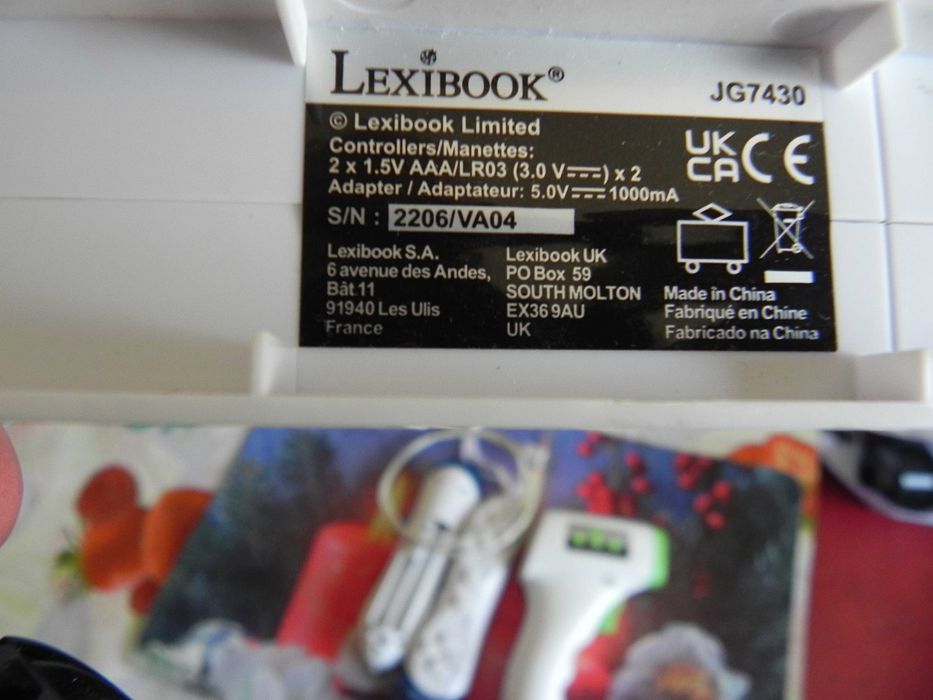 LEXIBOOK®
JG7430
© Lexibook Limited
Controllers/Manettes:
2 x 1.5V AAA/LR03 (3.0 V⎓) x 2
Adapter / Adaptateur: 5.0V⎓1000mA
UK CA CE
S/N : 2206/VA04
Lexibook S.A.
6 avenue des Andes,
Bât.11
91940 Les Ulis
France
Lexibook UK
PO Box 59
SOUTH MOLTON
EX36 9AU
UK
Made in China
Fabriqué en Chine
Fabricado na China